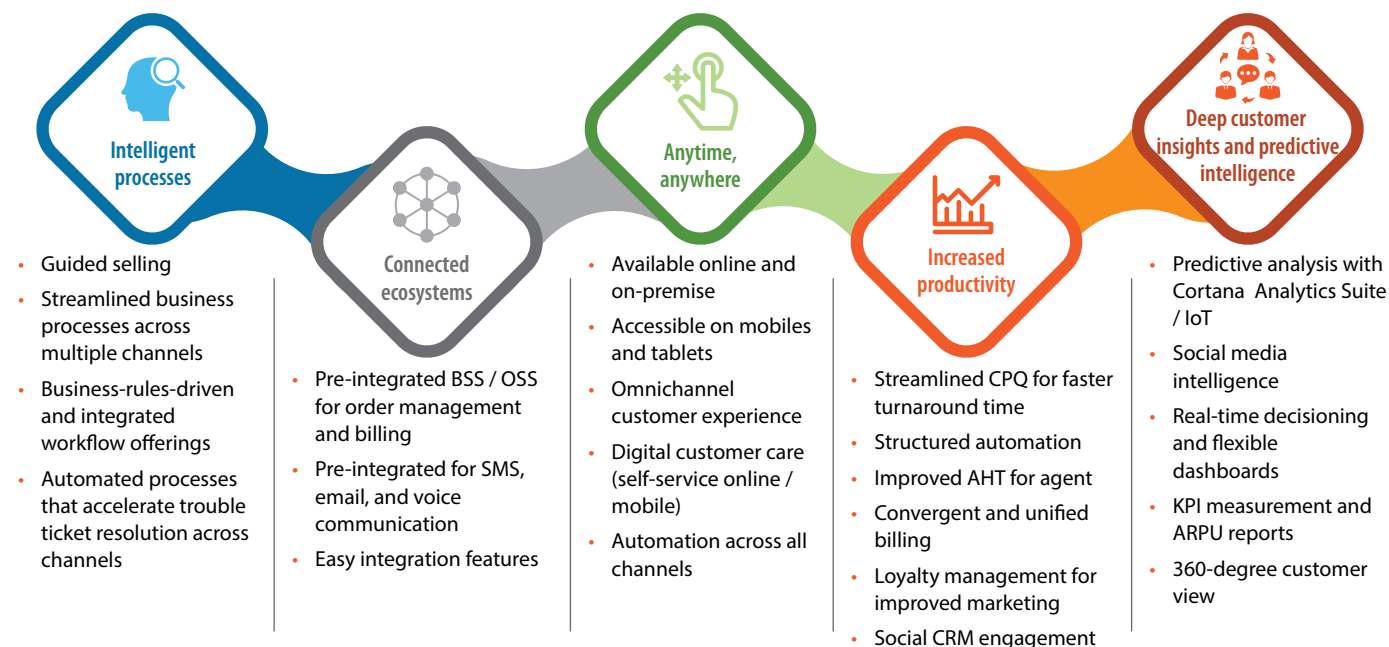 Intelligent
processes
• Guided selling
• Streamlined business
processes across
multiple channels
• Business-rules-driven
and integrated
workflow offerings
• Automated processes
that accelerate trouble
ticket resolution across
channels
Connected
ecosystems
• Pre-integrated BSS / OSS
for order management
and billing
• Pre-integrated for SMS,
email, and voice
communication
• Easy integration features
Anytime,
anywhere
• Available online and
on-premise
• Accessible on mobiles
and tablets
• Omnichannel
customer experience
• Digital customer care
(self-service online /
mobile)
• Automation across all
channels
Increased
productivity
• Streamlined CPQ for faster
turnaround time
• Structured automation
• Improved AHT for agent
• Convergent and unified
billing
• Loyalty management for
improved marketing
• Social CRM engagement
Deep customer
insights and predictive
intelligence
• Predictive analysis with
Cortana Analytics Suite
/ IoT
• Social media
intelligence
• Real-time decisioning
and flexible
dashboards
• KPI measurement and
ARPU reports
• 360-degree customer
view